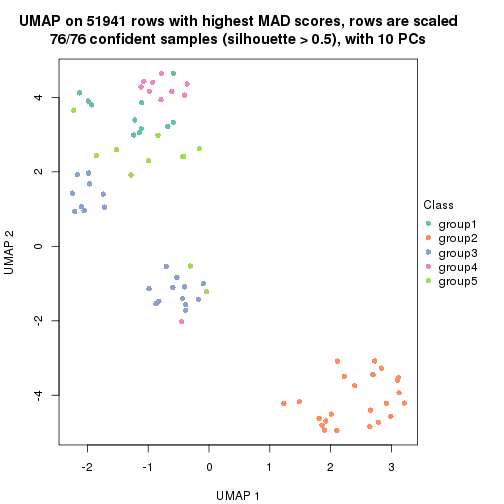 UMAP on 51941 rows with highest MAD scores, rows are scaled
76/76 confident samples (silhouette > 0.5), with 10 PCs
4
2
0
-2
-4
UMAP 2
-2
-1
0
1
2
3
UMAP 1
Class
group1
group2
group3
group4
group5